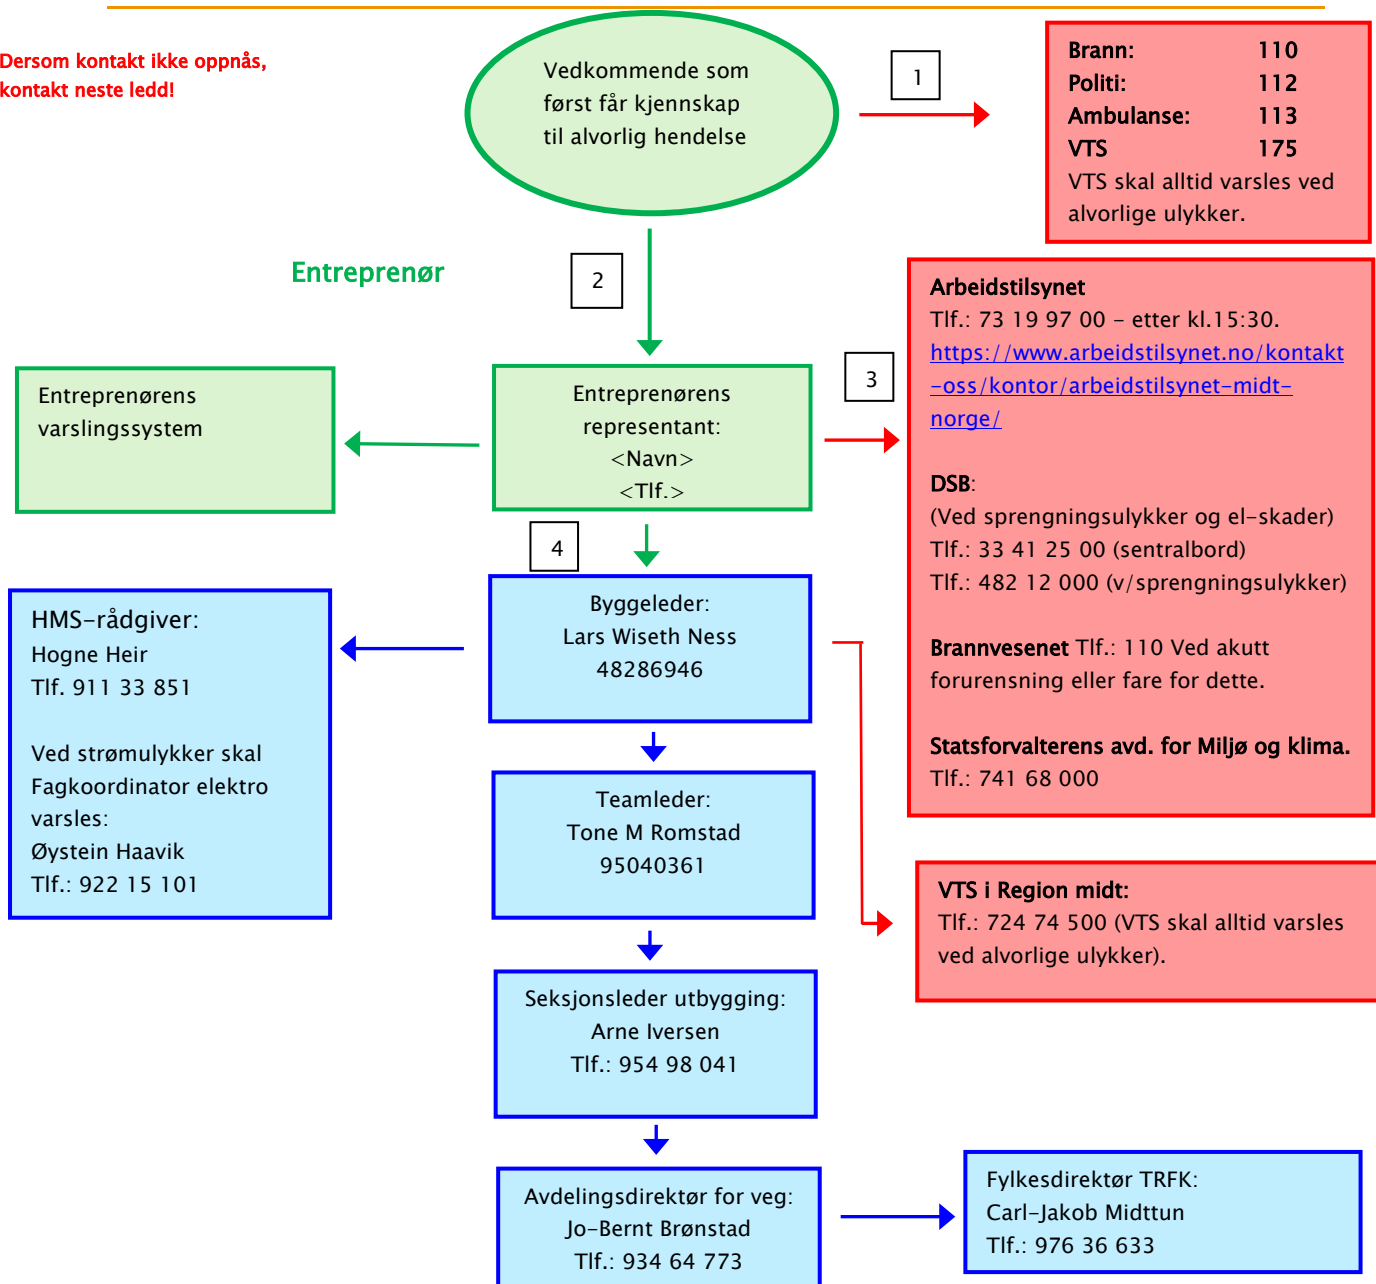 Dersom kontakt ikke oppnås,
kontakt neste ledd!
Vedkommende som
først får kjennskap
til alvorlig hendelse
1
Brann: 110
Politi: 112
Ambulanse: 113
VTS 175
VTS skal alltid varsles ved
alvorlige ulykker.
Entreprenør
2
Arbeidstilsynet
Tlf.: 73 19 97 00 – etter kl.15:30.
https://www.arbeidstilsynet.no/kontakt
-oss/kontor/arbeidstilsynet-midt-
norge/
DSB:
(Ved sprengningsulykker og el-skader)
Tlf.: 33 41 25 00 (sentralbord)
Tlf.: 482 12 000 (v/sprengningsulykker)
Brannvesenet Tlf.: 110 Ved akutt
forurensning eller fare for dette.
Statsforvalterens avd. for Miljø og klima.
Tlf.: 741 68 000
3
Entreprenørens
varslingssystem
Entreprenørens
representant:
<Navn>
<Tlf.>
4
HMS-rådgiver:
Hogne Heir
Tlf. 911 33 851
Ved strømulykker skal
Fagkoordinator elektro
varsles:
Øystein Haavik
Tlf.: 922 15 101
Byggeleder:
Lars Wiseth Ness
48286946
Teamleder:
Tone M Romstad
95040361
VTS i Region midt:
Tlf.: 724 74 500 (VTS skal alltid varsles
ved alvorlige ulykker).
Seksjonsleder utbygging:
Arne Iversen
Tlf.: 954 98 041
Avdelingsdirektør for veg:
Jo-Bernt Brønstad
Tlf.: 934 64 773
Fylkesdirektør TRFK:
Carl-Jakob Midttun
Tlf.: 976 36 633